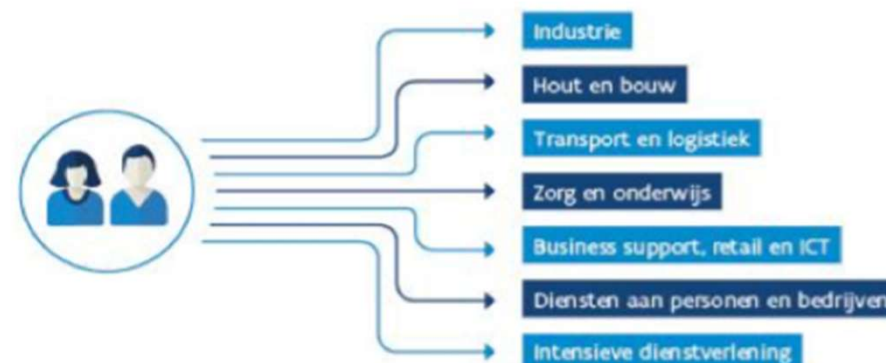 Industrie
Hout en bouw
Transport en logistiek
Zorg en onderwijs
Business support, retail en ICT
Diensten aan personen en bedrijven
Intensieve dienstverlening